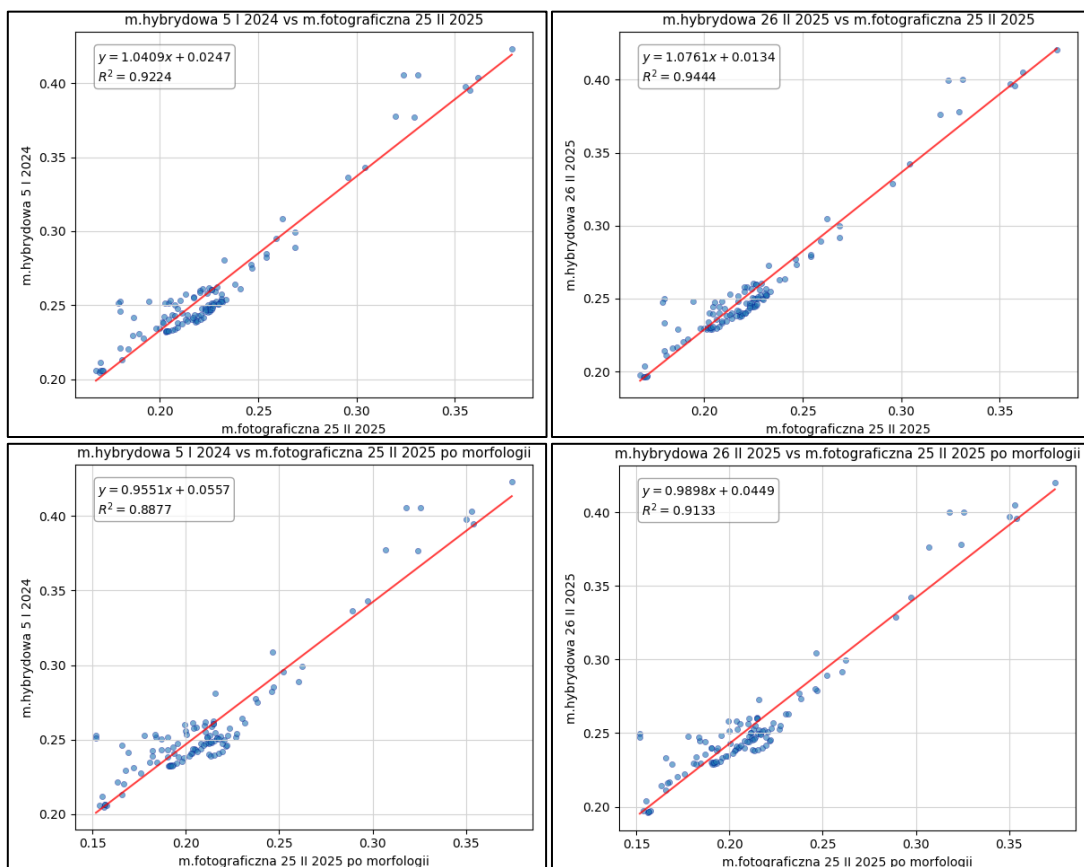 m.hybrydowa 5 I 2024 vs m.fotograficzna 25 II 2025
y = 1.0409x + 0.0247
R² = 0.9224
0.40
0.35
0.30
0.25
0.20
m.hybrydowa 5 I 2024
0.20 0.25 0.30 0.35
m.fotograficzna 25 II 2025
m.hybrydowa 26 II 2025 vs m.fotograficzna 25 II 2025
y = 1.0761x + 0.0134
R² = 0.9444
0.40
0.35
0.30
0.25
0.20
m.hybrydowa 26 II 2025
0.20 0.25 0.30 0.35
m.fotograficzna 25 II 2025
m.hybrydowa 5 I 2024 vs m.fotograficzna 25 II 2025 po morfologii
y = 0.9551x + 0.0557
R² = 0.8877
0.40
0.35
0.30
0.25
0.20
m.hybrydowa 5 I 2024
0.15 0.20 0.25 0.30 0.35
m.fotograficzna 25 II 2025 po morfologii
m.hybrydowa 26 II 2025 vs m.fotograficzna 25 II 2025 po morfologii
y = 0.9898x + 0.0449
R² = 0.9133
0.40
0.35
0.30
0.25
0.20
m.hybrydowa 26 II 2025
0.15 0.20 0.25 0.30 0.35
m.fotograficzna 25 II 2025 po morfologii